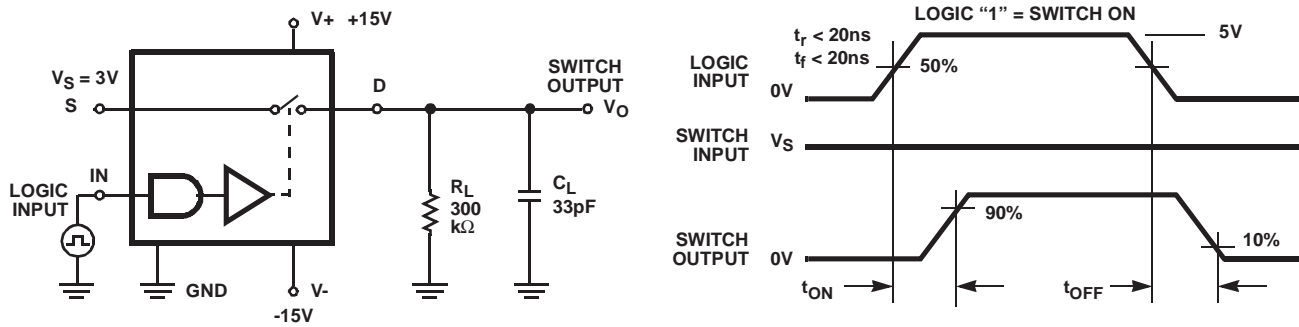 V+ +15V
V_S = 3V
S
D
SWITCH
OUTPUT
V_O
IN
LOGIC
INPUT
R_L
300
kΩ
C_L
33pF
GND
V-
-15V
LOGIC “1” = SWITCH ON
t_r < 20ns
t_f < 20ns
5V
LOGIC
INPUT
50%
0V
SWITCH
INPUT
V_S
90%
SWITCH
OUTPUT
0V
10%
t_ON
t_OFF